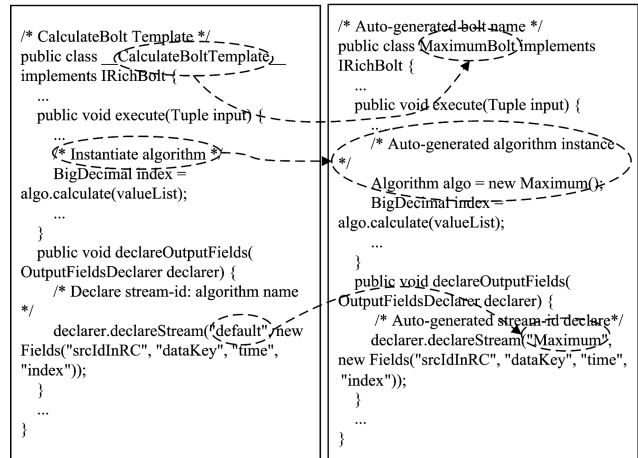 /* CalculateBolt Template */
public class __CalculateBoltTemplate__
implements IRichBolt {
...
public void execute(Tuple input) {
...
/* Instantiate algorithm */
BigDecimal index =
algo.calculate(valueList);
...
}
public void declareOutputFields(
OutputFieldsDeclarer declarer) {
/* Declare stream-id: algorithm name
*/
declarer.declareStream("default", new
Fields("srcIdInRC", "dataKey", "time",
"index"));
}
...
}
/* Auto-generated bolt name */
public class MaximumBolt implements
IRichBolt {
...
public void execute(Tuple input) {
...
/* Auto-generated algorithm instance
*/
Algorithm algo = new Maximum();
BigDecimal index =
algo.calculate(valueList);
...
}
public void declareOutputFields(
OutputFieldsDeclarer declarer) {
/* Auto-generated stream-id declare*/
declarer.declareStream("Maximum",
new Fields("srcIdInRC", "dataKey", "time",
"index"));
}
...
}